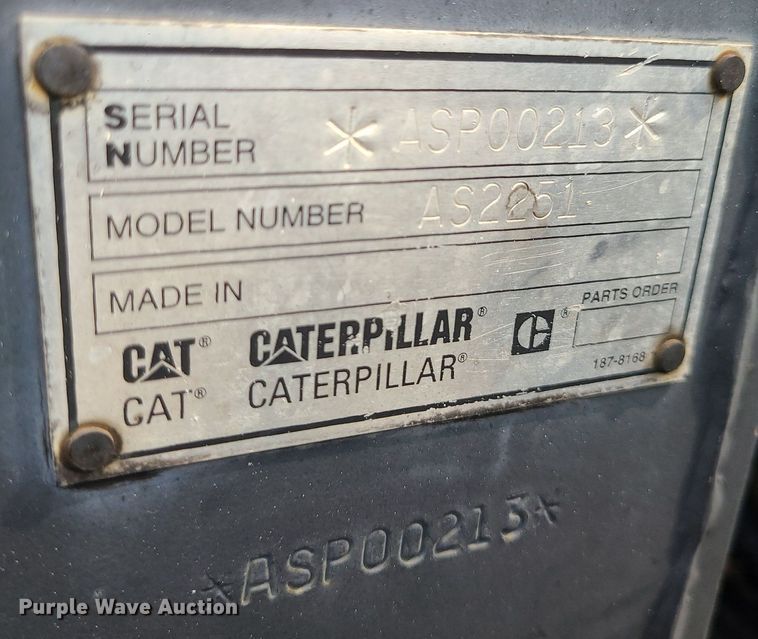 SERIAL
NUMBER *ASP00213*
MODEL NUMBER AS2251
MADE IN
PARTS ORDER
CAT® CATERPILLAR® ®
CAT® CATERPILLAR®
187-8168
*ASP00213*
Purple Wave Auction